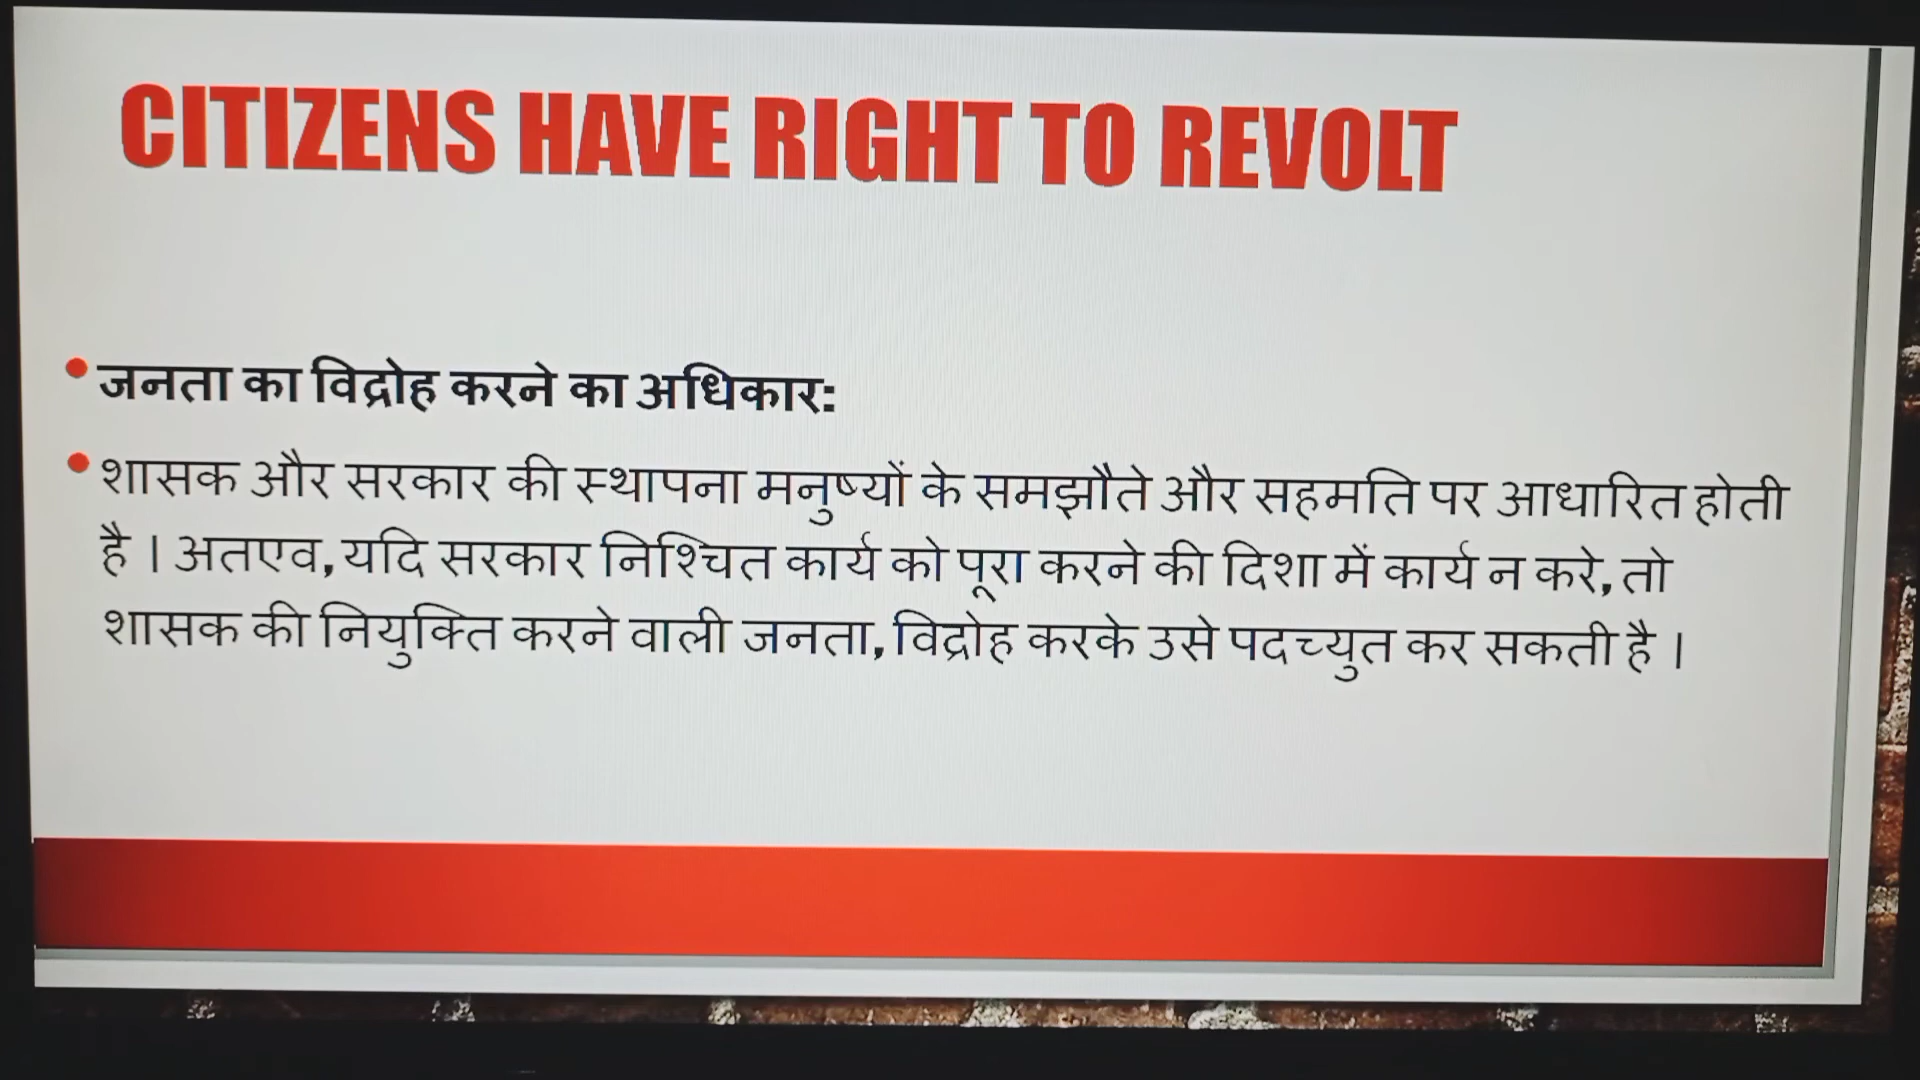 CITIZENS HAVE RIGHT TO REVOLT
जनता का विद्रोह करने का अधिकार:
शासक और सरकार की स्थापना मनुष्यों के समझौते और सहमति पर आधारित होती
है । अतएव, यदि सरकार निश्चित कार्य को पूरा करने की दिशा में कार्य न करे, तो
शासक की नियुक्ति करने वाली जनता, विद्रोह करके उसे पदच्युत कर सकती है ।